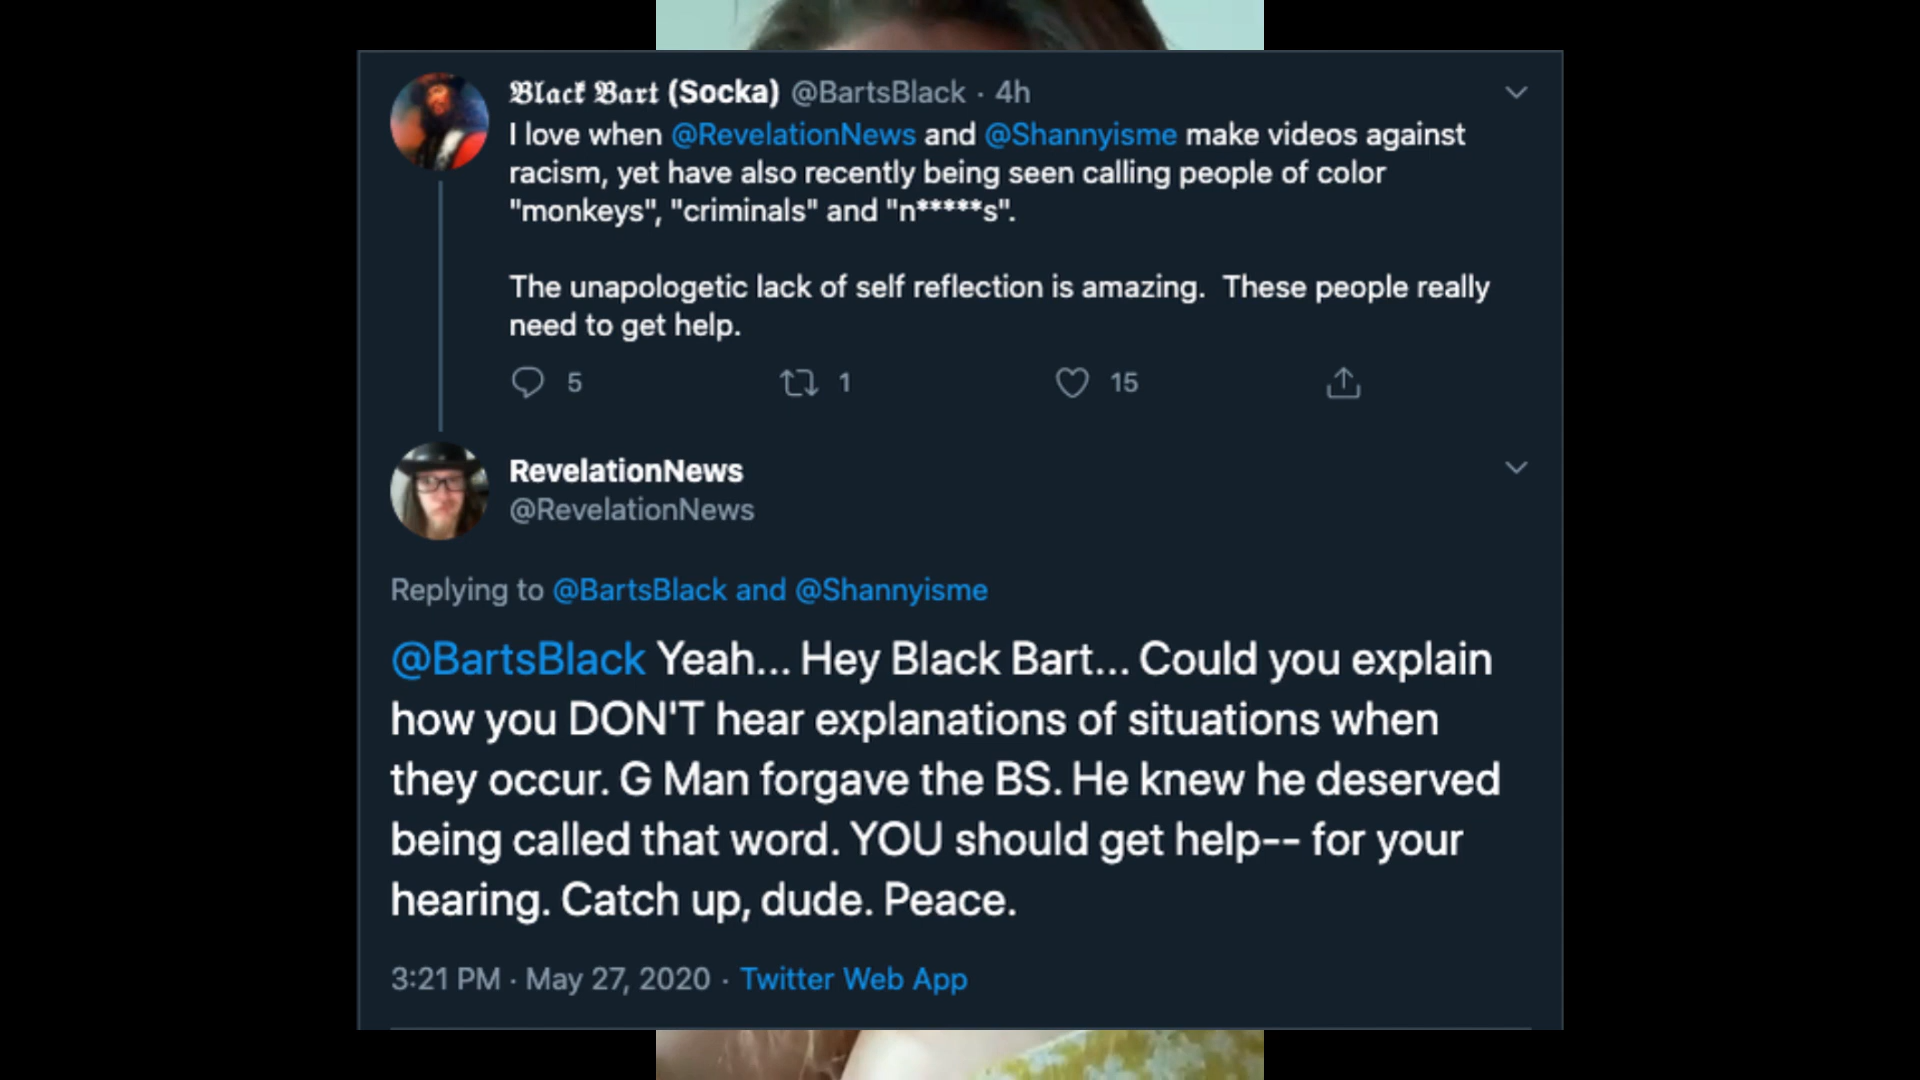 Black Bart (Socka) @BartsBlack · 4h
I love when @RevelationNews and @Shannyisme make videos against
racism, yet have also recently being seen calling people of color
"monkeys", "criminals" and "n*****s".
The unapologetic lack of self reflection is amazing.  These people really
need to get help.
5 1 15
RevelationNews
@RevelationNews
Replying to @BartsBlack and @Shannyisme
@BartsBlack Yeah... Hey Black Bart... Could you explain
how you DON'T hear explanations of situations when
they occur. G Man forgave the BS. He knew he deserved
being called that word. YOU should get help-- for your
hearing. Catch up, dude. Peace.
3:21 PM · May 27, 2020 · Twitter Web App